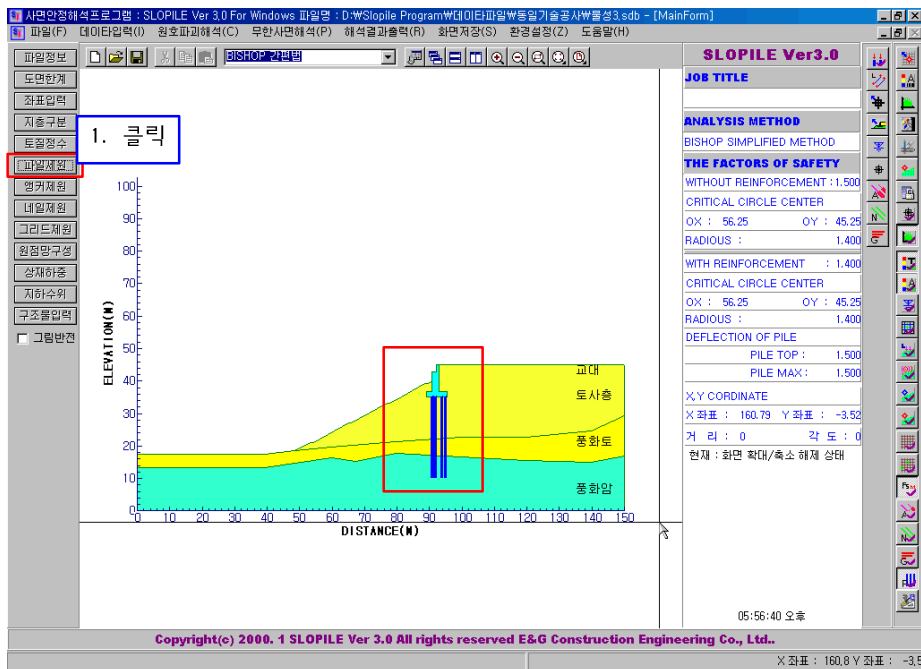 사면안정해석프로그램 : SLOPILE Ver 3,0 For Windows 파일명 : D:₩Slopile Program₩데이타파일₩동일기술공사₩물성3,sdb - [MainForm]
파일(F) 데이타입력(I) 원호파괴해석(C) 무한사면해석(P) 해석결과출력(R) 화면저장(S) 환경설정(Z) 도움말(H)
파일정보
BISHOP 간편법
도면한계
좌표입력
지층구분
토질정수
파일제원
앵커제원
네일제원
그리드제원
원점망구성
상재하중
지하수위
구조물입력
그림반전
1. 클릭
ELEVATION(M)
100
90
80
70
60
50
40
30
20
10
0
교대
토사층
풍화토
풍화암
0 10 20 30 40 50 60 70 80 90 100 110 120 130 140 150
DISTANCE(M)
SLOPILE Ver3.0
JOB TITLE
ANALYSIS METHOD
BISHOP SIMPLIFIED METHOD
THE FACTORS OF SAFETY
WITHOUT REINFORCEMENT : 1.500
CRITICAL CIRCLE CENTER
OX : 56.25 OY : 45.25
RADIOUS : 1.400
WITH REINFORCEMENT : 1.400
CRITICAL CIRCLE CENTER
OX : 56.25 OY : 45.25
RADIOUS : 1.400
DEFLECTION OF PILE
PILE TOP : 1.500
PILE MAX : 1.500
X,Y CORDINATE
X 좌표 : 160.79 Y 좌표 : -3.52
거 리 : 0 각 도 : 0
현재 : 화면 확대/축소 해제 상태
05:56:40 오후
Copyright(c) 2000. 1 SLOPILE Ver 3.0 All rights reserved E&G Construction Engineering Co., Ltd..
X 좌표 : 160,8 Y 좌표 : -3,5